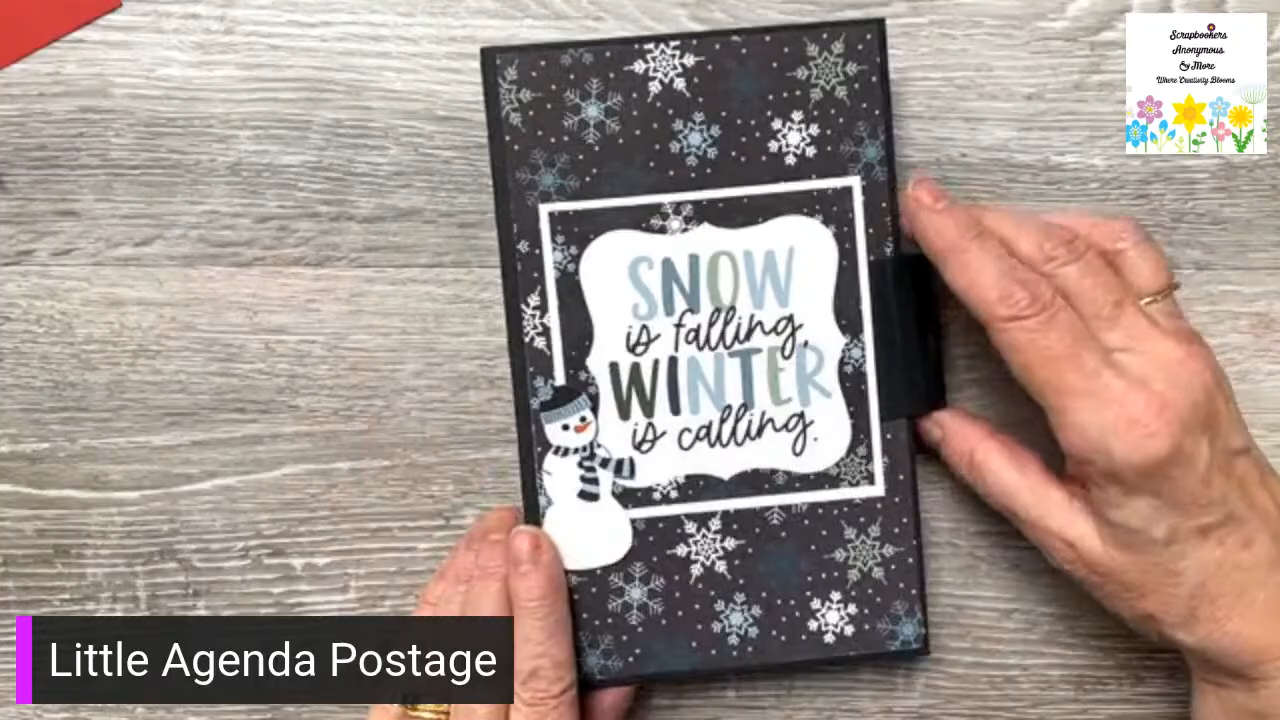 Scrapbookers
Anonymous
& More
Where Creativity Blooms
SNOW
is falling,
WINTER
is calling.
Little Agenda Postage